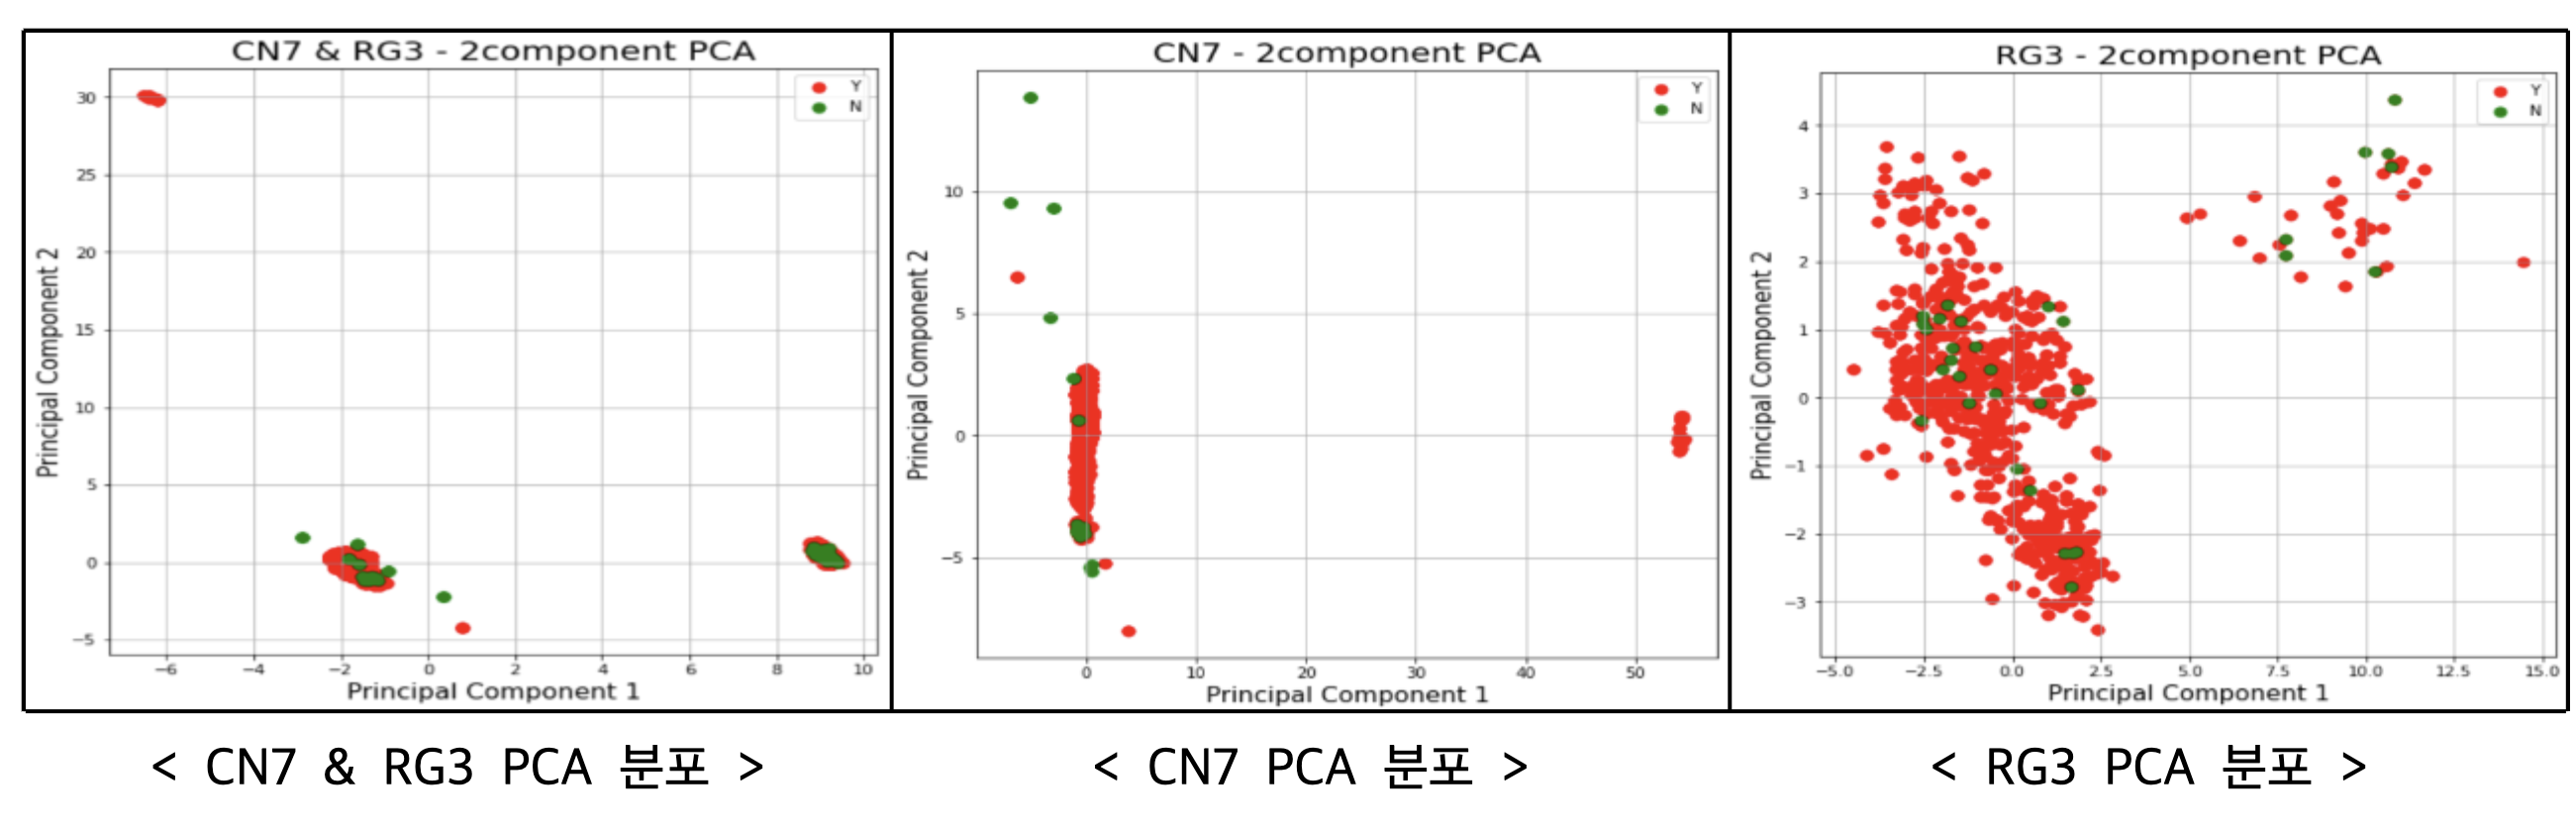 CN7 & RG3 - 2component PCA
Y
N
30
25
20
15
10
5
0
−5
Principal Component 2
−6 −4 −2 0 2 4 6 8 10
Principal Component 1
CN7 - 2component PCA
Y
N
10
5
0
−5
Principal Component 2
0 10 20 30 40 50
Principal Component 1
RG3 - 2component PCA
Y
N
4
3
2
1
0
−1
−2
−3
Principal Component 2
−5.0 −2.5 0.0 2.5 5.0 7.5 10.0 12.5 15.0
Principal Component 1
< CN7 & RG3 PCA 분포 >
< CN7 PCA 분포 >
< RG3 PCA 분포 >